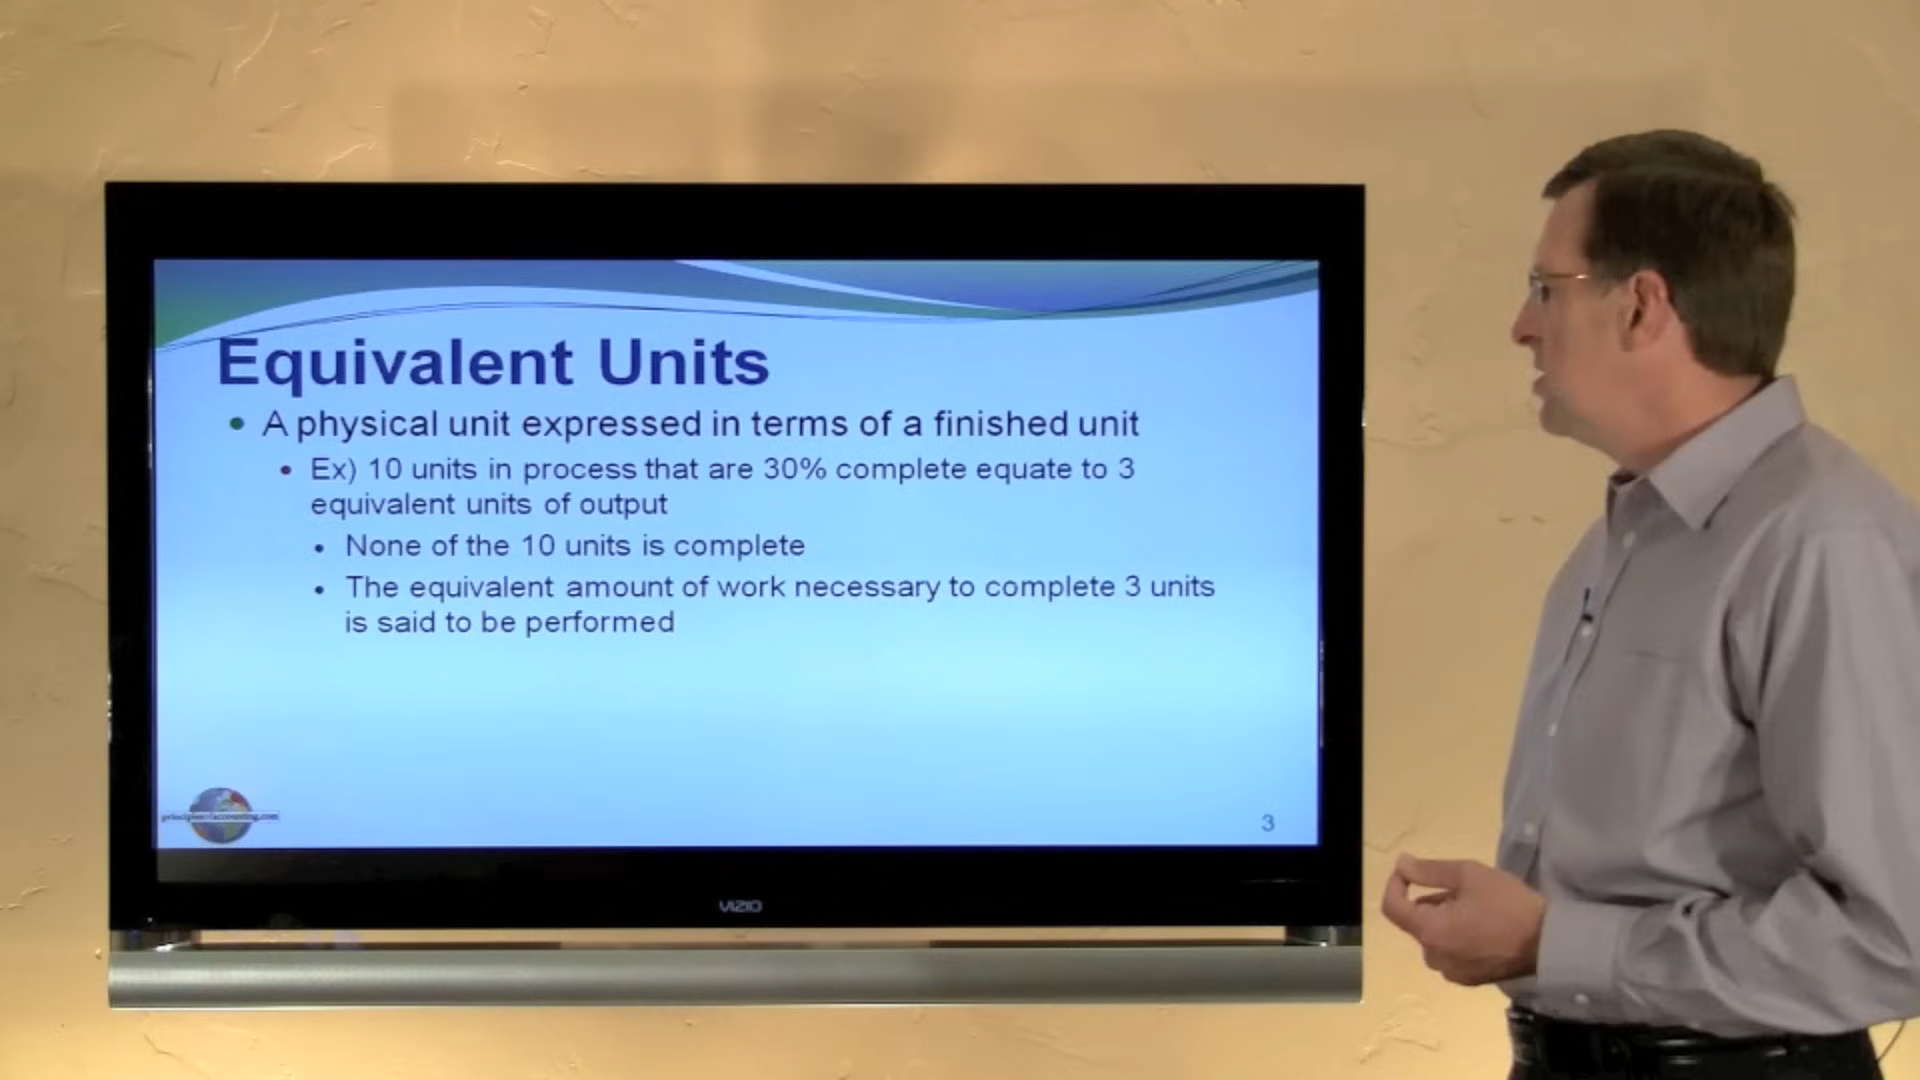 Equivalent Units
• A physical unit expressed in terms of a finished unit
• Ex) 10 units in process that are 30% complete equate to 3
equivalent units of output
• None of the 10 units is complete
• The equivalent amount of work necessary to complete 3 units
is said to be performed
principlesofaccounting.com
3
VIZIO